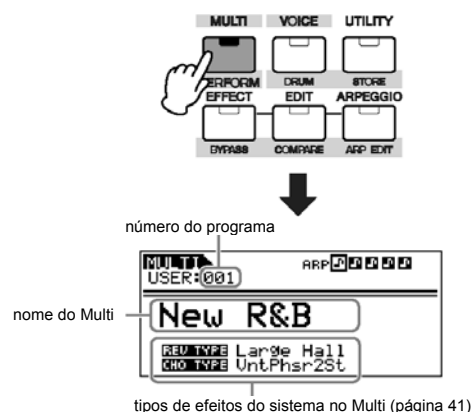 MULTI VOICE UTILITY
PERFORM DRUM STORE
EFFECT EDIT ARPEGGIO
BYPASS COMPARE ARP EDIT
número do programa
MULTI ARP
USER:001
nome do Multi
New R&B
REV TYPE Large Hall
CHO TYPE VntPhsr2St
tipos de efeitos do sistema no Multi (página 41)